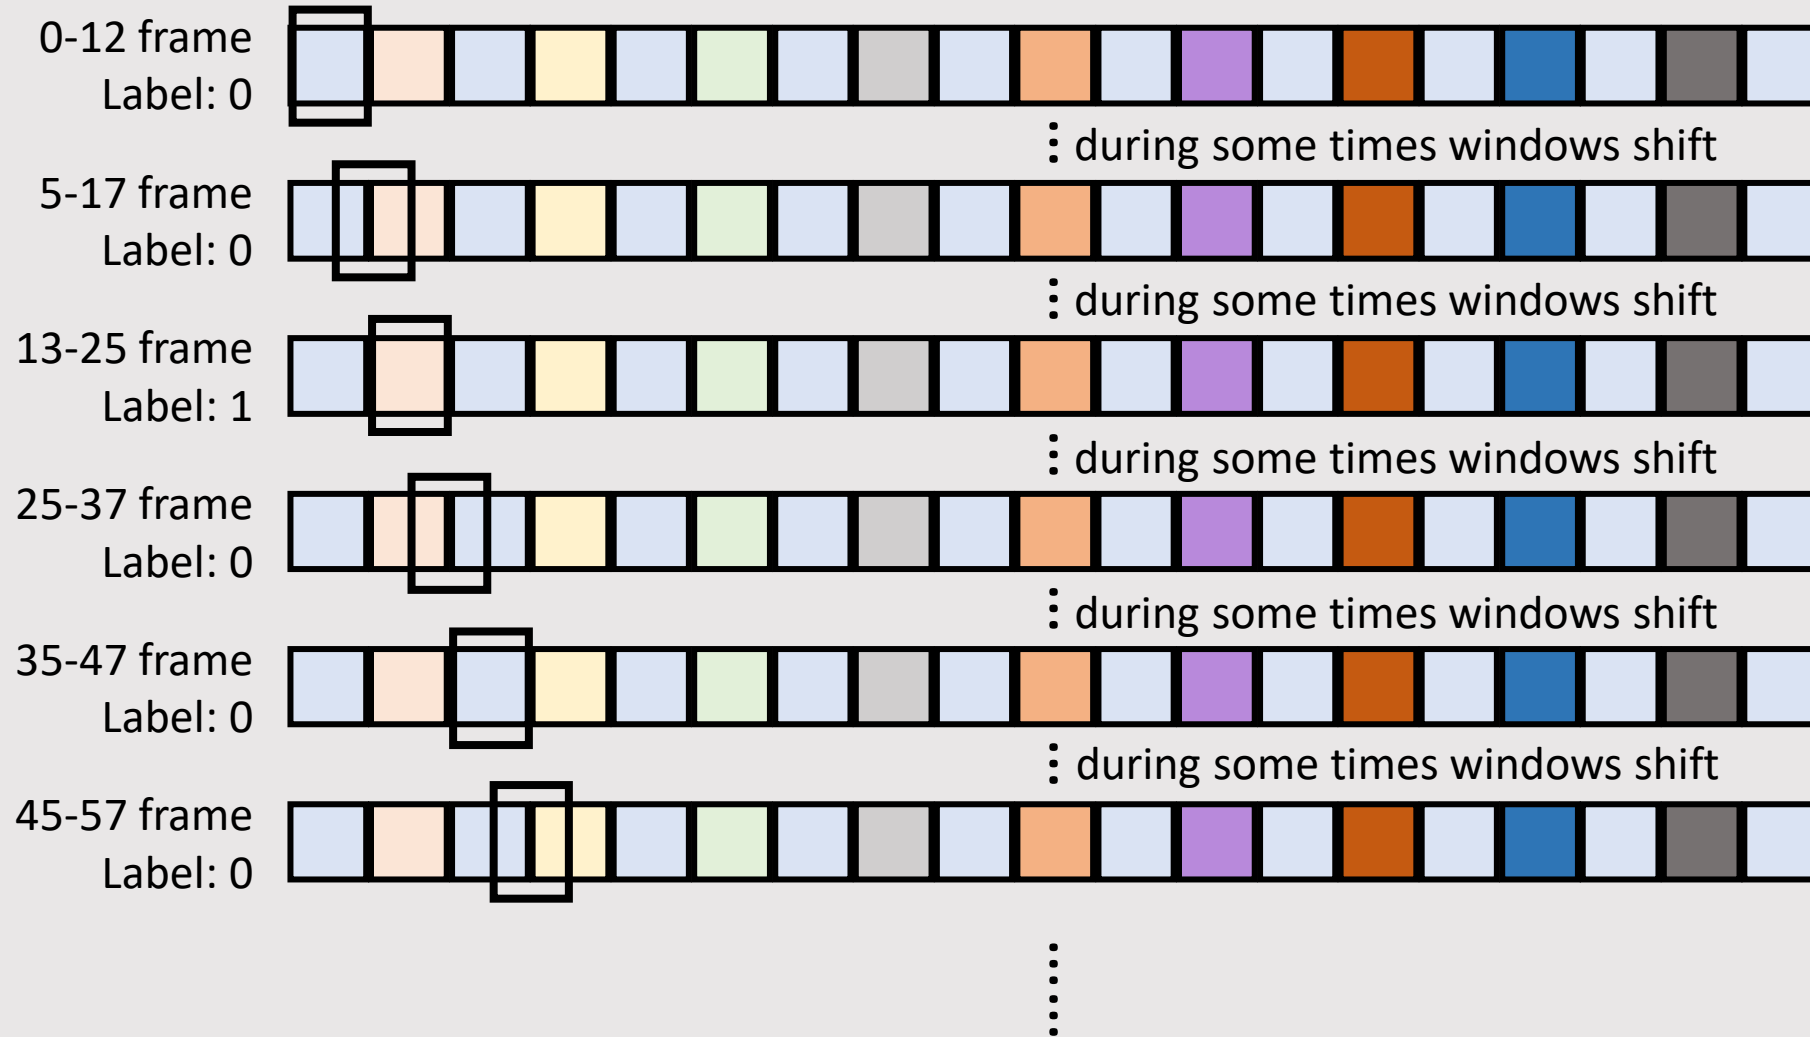 0-12 frame
Label: 0
during some times windows shift
5-17 frame
Label: 0
during some times windows shift
13-25 frame
Label: 1
during some times windows shift
25-37 frame
Label: 0
during some times windows shift
35-47 frame
Label: 0
during some times windows shift
45-57 frame
Label: 0